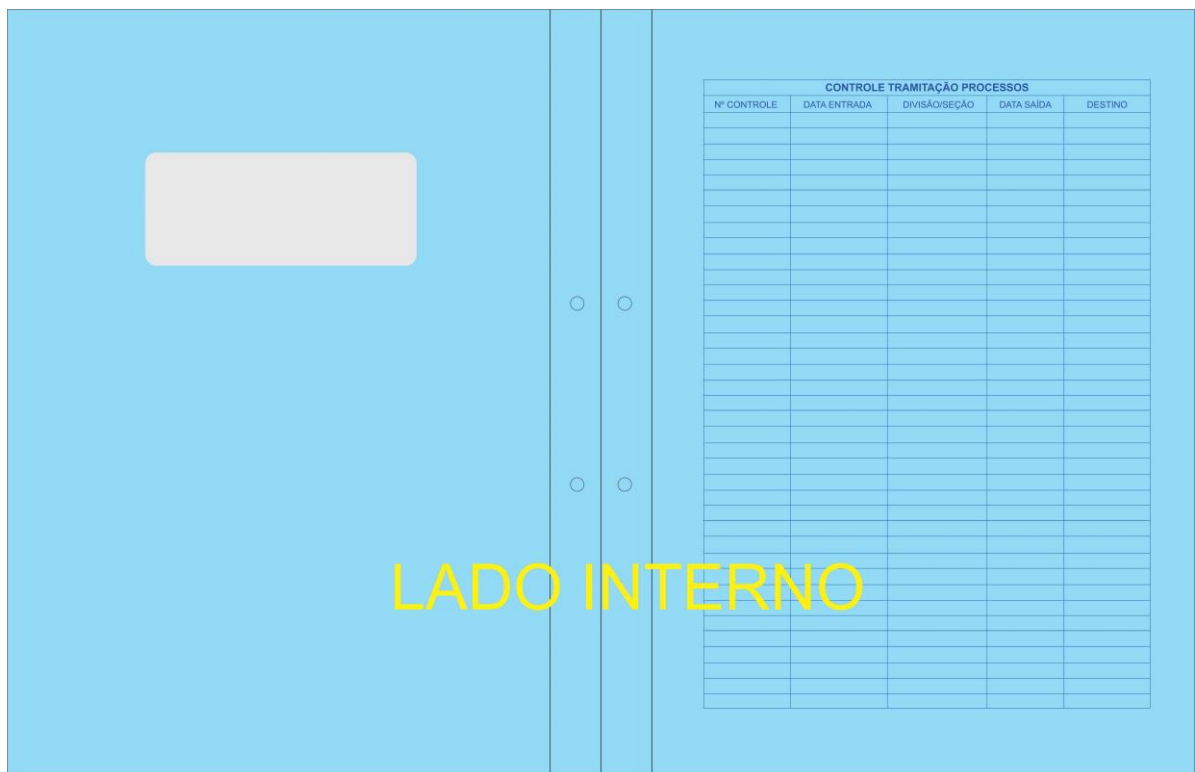 CONTROLE TRAMITAÇÃO PROCESSOS
Nº CONTROLE DATA ENTRADA DIVISÃO/SEÇÃO DATA SAÍDA DESTINO
LADO INTERNO